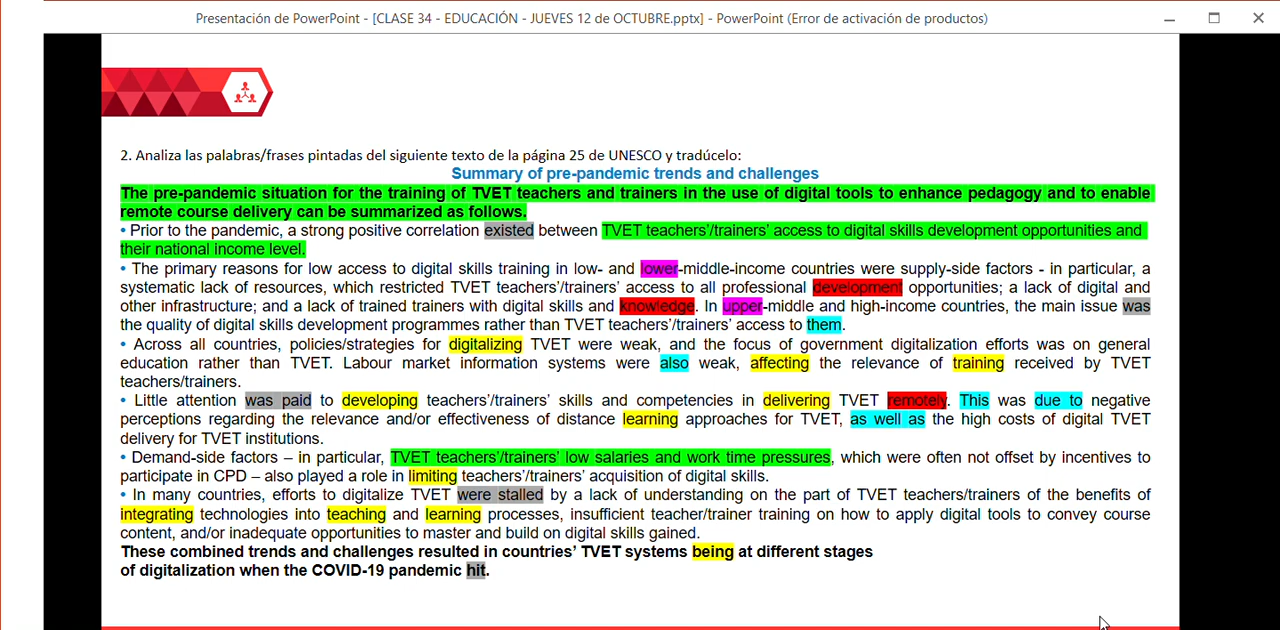 Presentación de PowerPoint - [CLASE 34 - EDUCACIÓN - JUEVES 12 de OCTUBRE.pptx] - PowerPoint (Error de activación de productos)
2. Analiza las palabras/frases pintadas del siguiente texto de la página 25 de UNESCO y tradúcelo:
Summary of pre-pandemic trends and challenges
The pre-pandemic situation for the training of TVET teachers and trainers in the use of digital tools to enhance pedagogy and to enable
remote course delivery can be summarized as follows.
• Prior to the pandemic, a strong positive correlation existed between TVET teachers'/trainers' access to digital skills development opportunities and
their national income level.
• The primary reasons for low access to digital skills training in low- and lower-middle-income countries were supply-side factors - in particular, a
systematic lack of resources, which restricted TVET teachers'/trainers' access to all professional development opportunities; a lack of digital and
other infrastructure; and a lack of trained trainers with digital skills and knowledge. In upper-middle and high-income countries, the main issue was
the quality of digital skills development programmes rather than TVET teachers'/trainers' access to them.
• Across all countries, policies/strategies for digitalizing TVET were weak, and the focus of government digitalization efforts was on general
education rather than TVET. Labour market information systems were also weak, affecting the relevance of training received by TVET
teachers/trainers.
• Little attention was paid to developing teachers'/trainers' skills and competencies in delivering TVET remotely. This was due to negative
perceptions regarding the relevance and/or effectiveness of distance learning approaches for TVET, as well as the high costs of digital TVET
delivery for TVET institutions.
• Demand-side factors – in particular, TVET teachers'/trainers' low salaries and work time pressures, which were often not offset by incentives to
participate in CPD – also played a role in limiting teachers'/trainers' acquisition of digital skills.
• In many countries, efforts to digitalize TVET were stalled by a lack of understanding on the part of TVET teachers/trainers of the benefits of
integrating technologies into teaching and learning processes, insufficient teacher/trainer training on how to apply digital tools to convey course
content, and/or inadequate opportunities to master and build on digital skills gained.
These combined trends and challenges resulted in countries' TVET systems being at different stages
of digitalization when the COVID-19 pandemic hit.